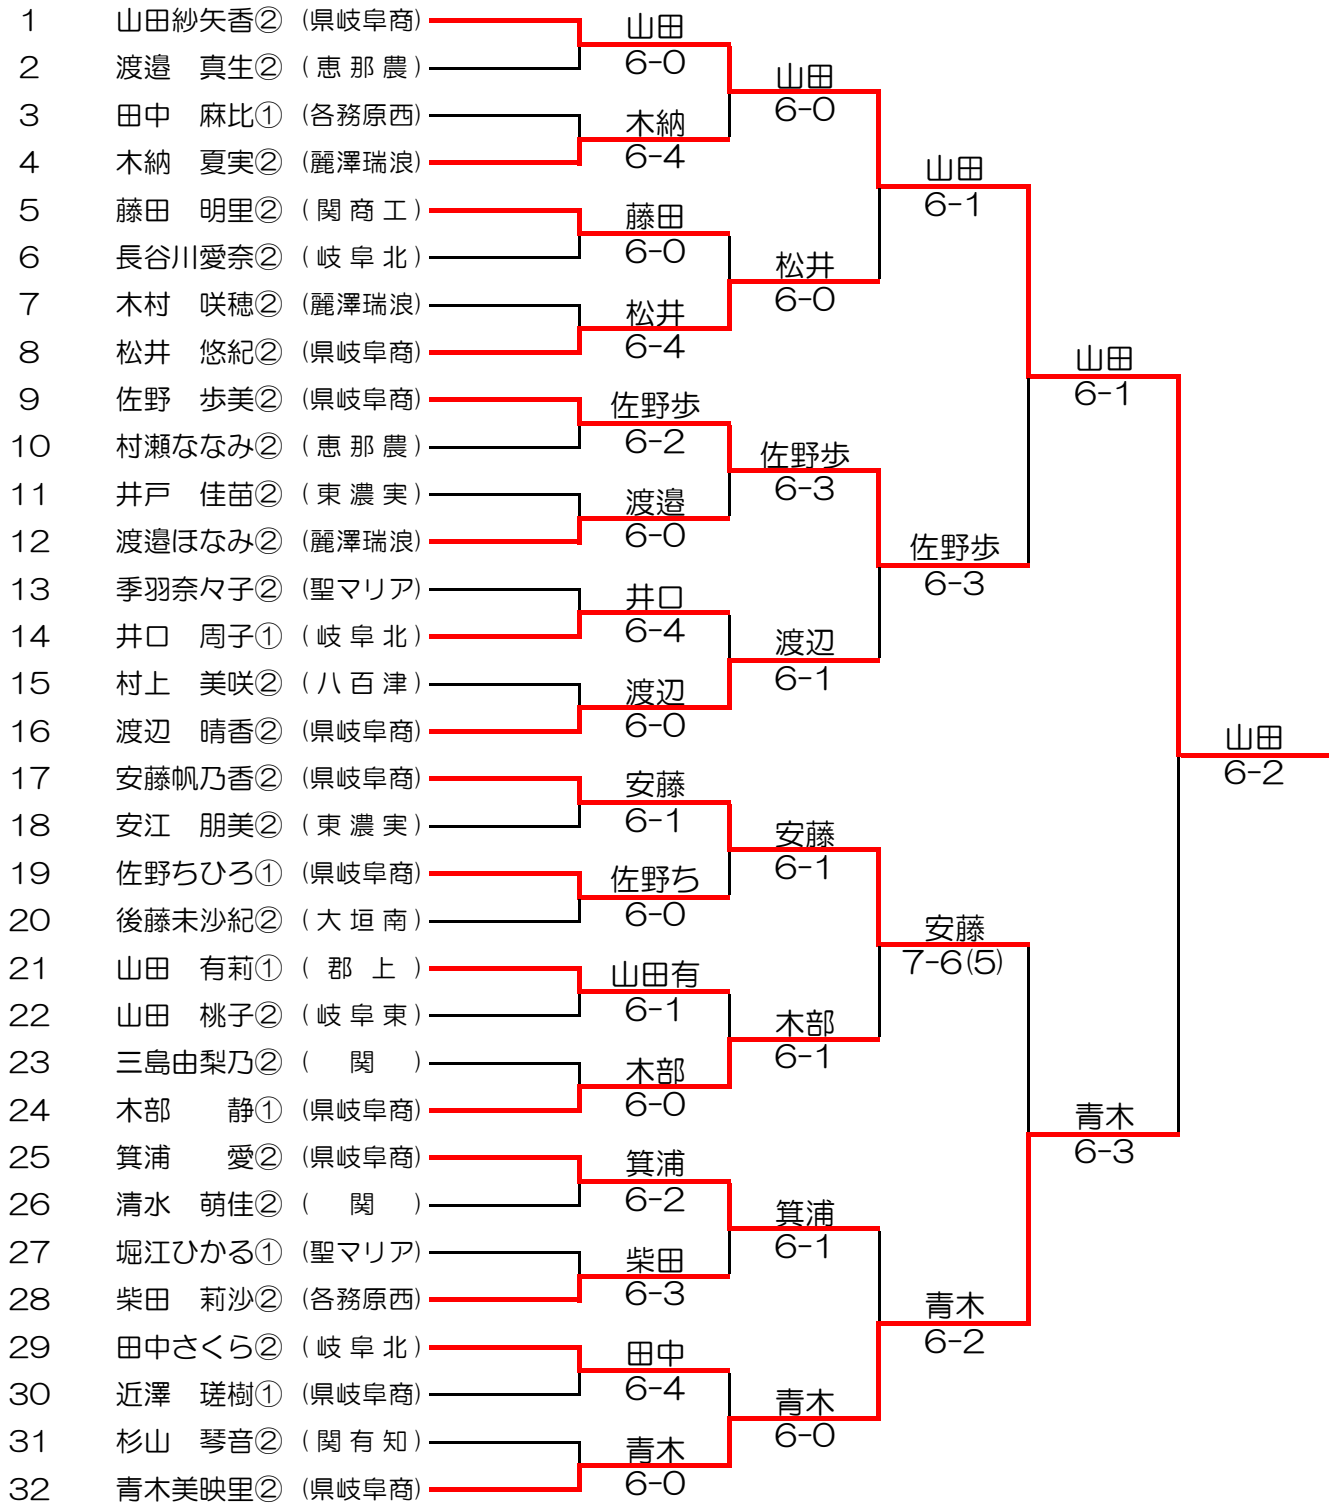 1 山田紗矢香② (県岐阜商)
2 渡邉 真生② (恵那農)
3 田中 麻比① (各務原西)
4 木納 夏実② (麗澤瑞浪)
5 藤田 明里② (関商工)
6 長谷川愛奈② (岐阜北)
7 木村 咲穂② (麗澤瑞浪)
8 松井 悠紀② (県岐阜商)
9 佐野 歩美② (県岐阜商)
10 村瀬ななみ② (恵那農)
11 井戸 佳苗② (東濃実)
12 渡邉ほなみ② (麗澤瑞浪)
13 季羽奈々子② (聖マリア)
14 井口 周子① (岐阜北)
15 村上 美咲② (八百津)
16 渡辺 晴香② (県岐阜商)
17 安藤帆乃香② (県岐阜商)
18 安江 朋美② (東濃実)
19 佐野ちひろ① (県岐阜商)
20 後藤未沙紀② (大垣南)
21 山田 有莉① (郡上)
22 山田 桃子② (岐阜東)
23 三島由梨乃② (関)
24 木部 静① (県岐阜商)
25 箕浦 愛② (県岐阜商)
26 清水 萌佳② (関)
27 堀江ひかる① (聖マリア)
28 柴田 莉沙② (各務原西)
29 田中さくら② (岐阜北)
30 近澤 瑳樹① (県岐阜商)
31 杉山 琴音② (関有知)
32 青木美映里② (県岐阜商)
山田
6-0
木納
6-4
藤田
6-0
松井
6-4
佐野歩
6-2
渡邉
6-0
井口
6-4
渡辺
6-0
安藤
6-1
佐野ち
6-0
山田有
6-1
木部
6-0
箕浦
6-2
柴田
6-3
田中
6-4
青木
6-0
山田
6-0
松井
6-0
佐野歩
6-3
渡辺
6-1
安藤
6-1
木部
6-1
箕浦
6-1
青木
6-0
山田
6-1
佐野歩
6-3
安藤
7-6(5)
青木
6-2
山田
6-1
青木
6-3
山田
6-2